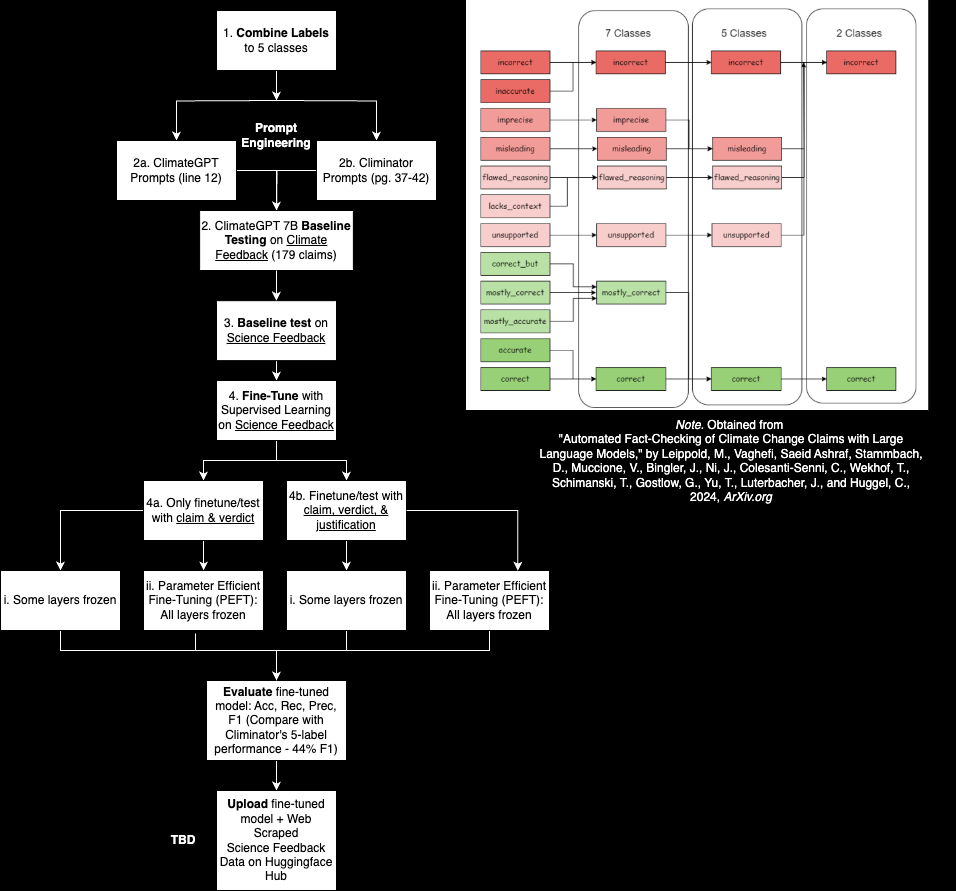 1. Combine Labels
to 5 classes
Prompt
Engineering
2a. ClimateGPT
Prompts (line 12)
2b. Climinator
Prompts (pg. 37-42)
2. ClimateGPT 7B Baseline
Testing on Climate
Feedback (179 claims)
3. Baseline test on
Science Feedback
4. Fine-Tune with
Supervised Learning
on Science Feedback
4a. Only finetune/test
with claim & verdict
4b. Finetune/test with
claim, verdict, &
justification
i. Some layers frozen
ii. Parameter Efficient
Fine-Tuning (PEFT):
All layers frozen
i. Some layers frozen
ii. Parameter Efficient
Fine-Tuning (PEFT):
All layers frozen
Evaluate fine-tuned
model: Acc, Rec, Prec,
F1 (Compare with
Climinator's 5-label
performance - 44% F1)
TBD
Upload fine-tuned
model + Web
Scraped
Science Feedback
Data on Huggingface
Hub
7 Classes 5 Classes 2 Classes
incorrect incorrect incorrect incorrect
inaccurate
imprecise imprecise
misleading misleading misleading
flawed_reasoning flawed_reasoning flawed_reasoning
lacks_context
unsupported unsupported unsupported
correct_but
mostly_correct mostly_correct
mostly_accurate
accurate
correct correct correct correct
Note. Obtained from
"Automated Fact-Checking of Climate Change Claims with Large
Language Models," by Leippold, M., Vaghefi, Saeid Ashraf, Stammbach,
D., Muccione, V., Bingler, J., Ni, J., Colesanti-Senni, C., Wekhof, T.,
Schimanski, T., Gostlow, G., Yu, T., Luterbacher, J., and Huggel, C.,
2024, ArXiv.org